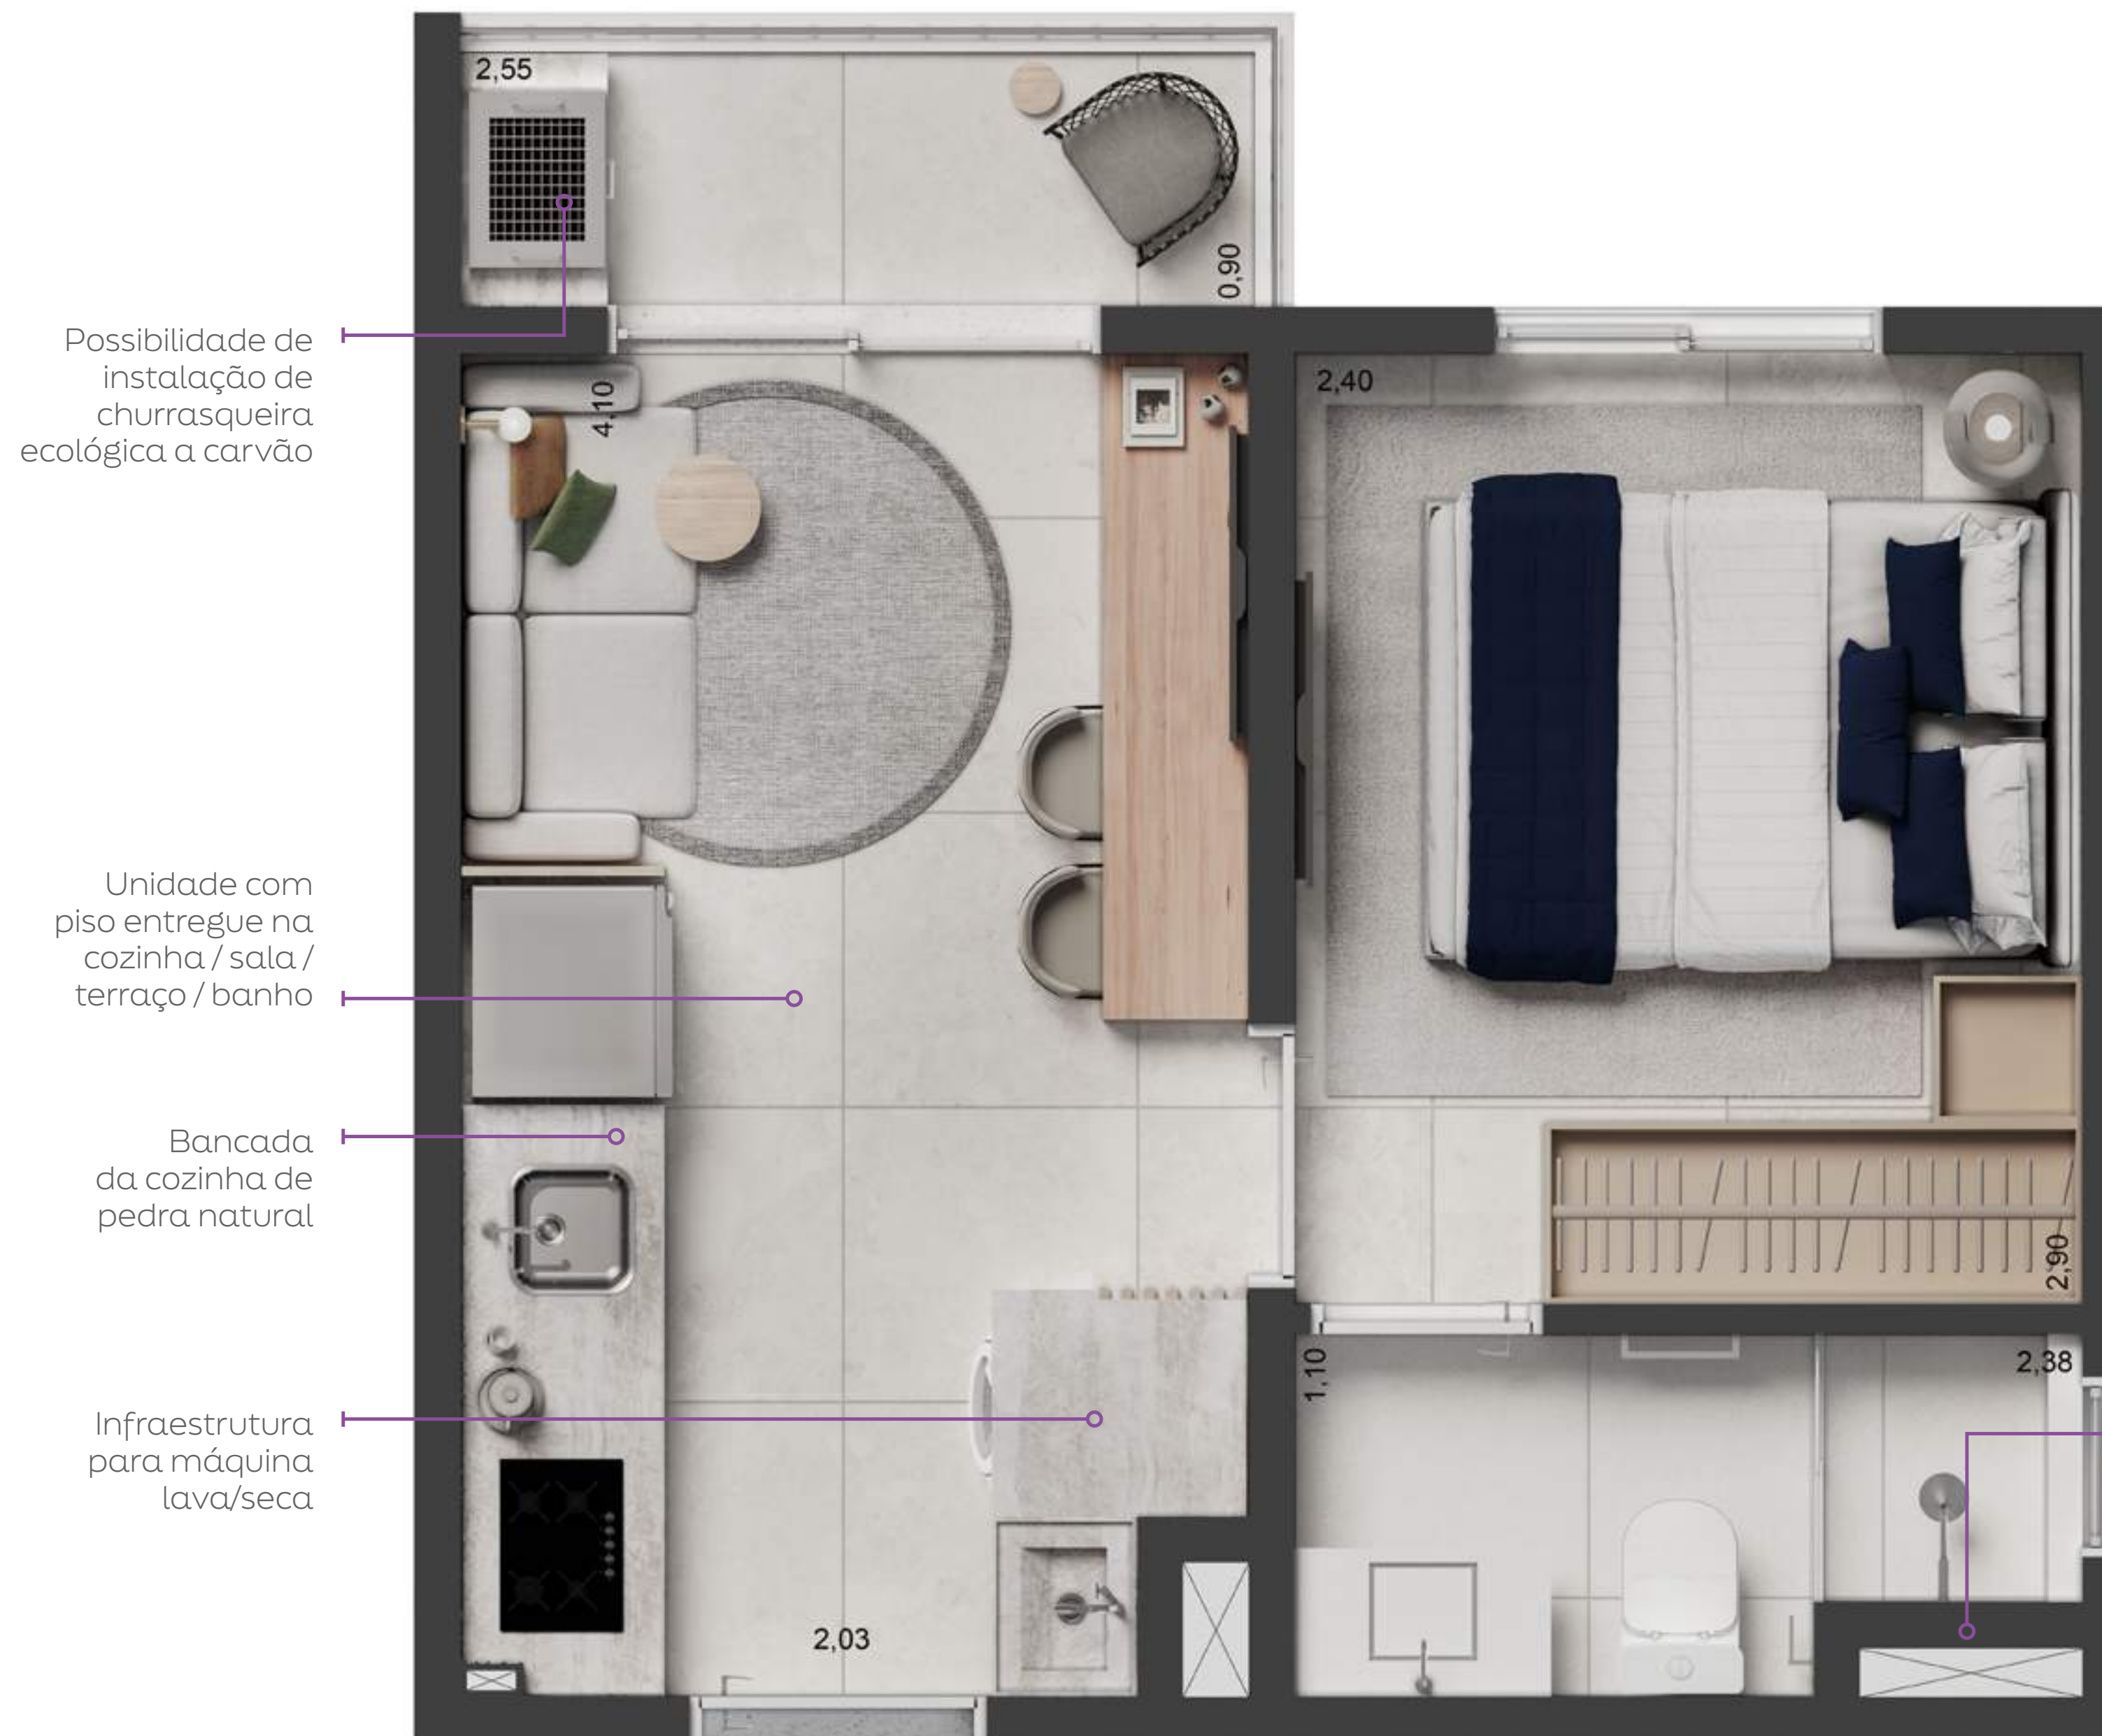 2,55
0,90
Possibilidade de
instalação de
churrasqueira
ecológica a carvão
4,10
2,40
Unidade com
piso entregue na
cozinha / sala /
terraço / banho
Bancada
da cozinha de
pedra natural
2,90
1,10
2,38
Infraestrutura
para máquina
lava/seca
2,03